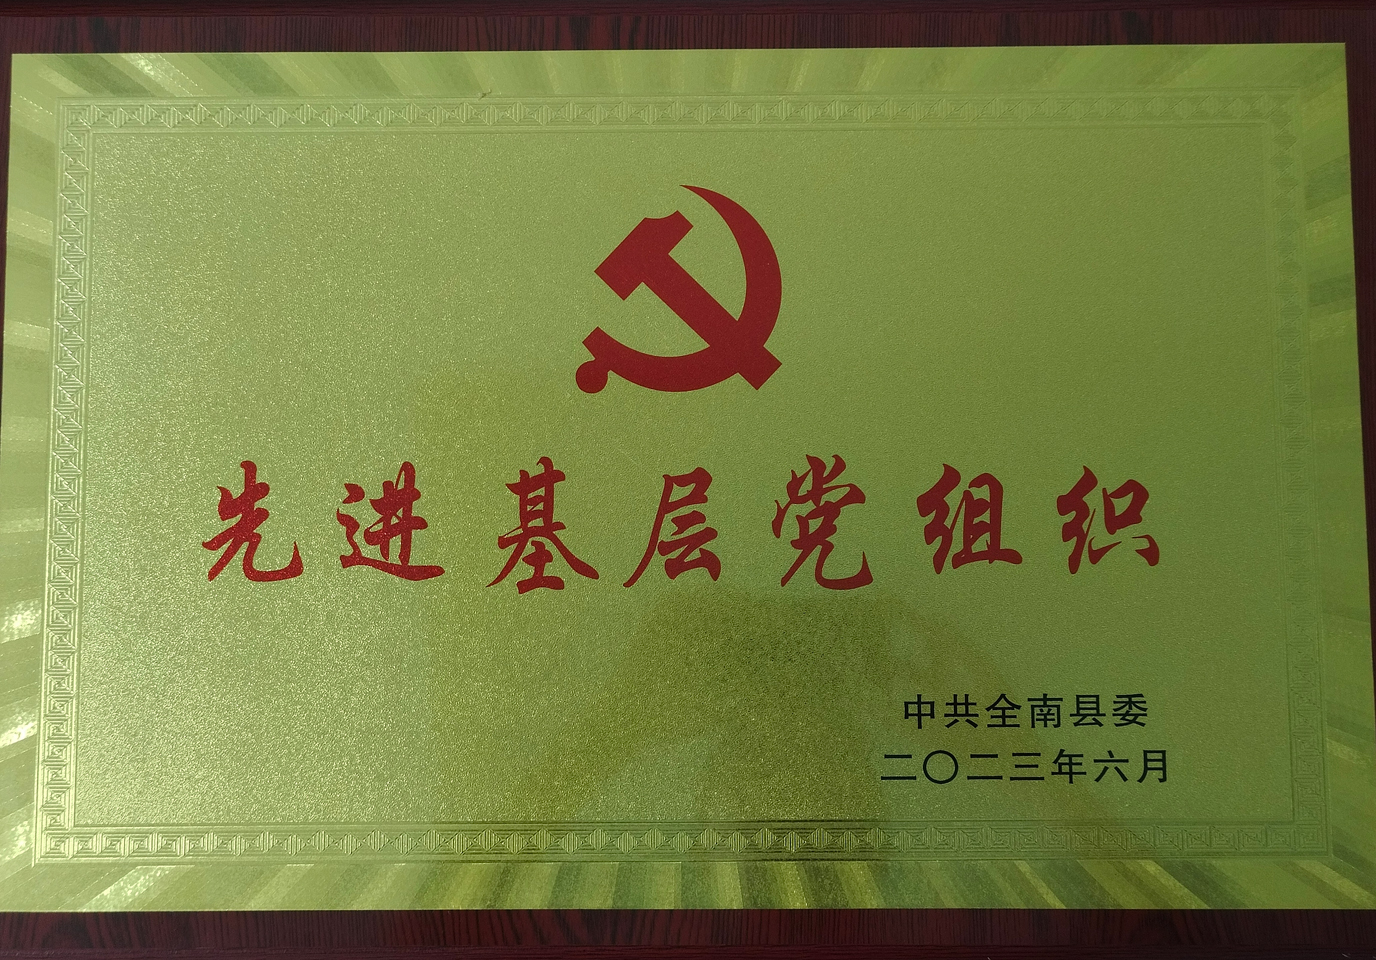 先进基层党组织
中共全南县委
二〇二三年六月